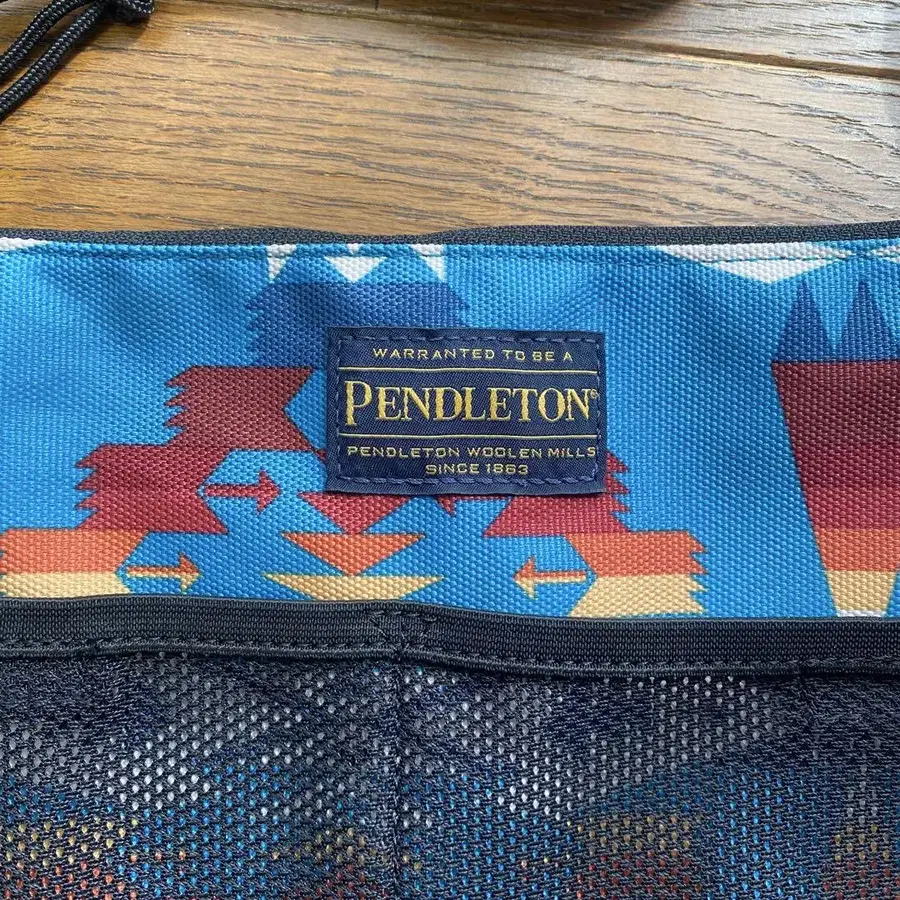 WARRANTED TO BE A
PENDLETON®
PENDLETON WOOLEN MILLS
SINCE 1863